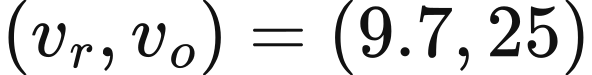 (v_r, v_o) = (9.7, 25)